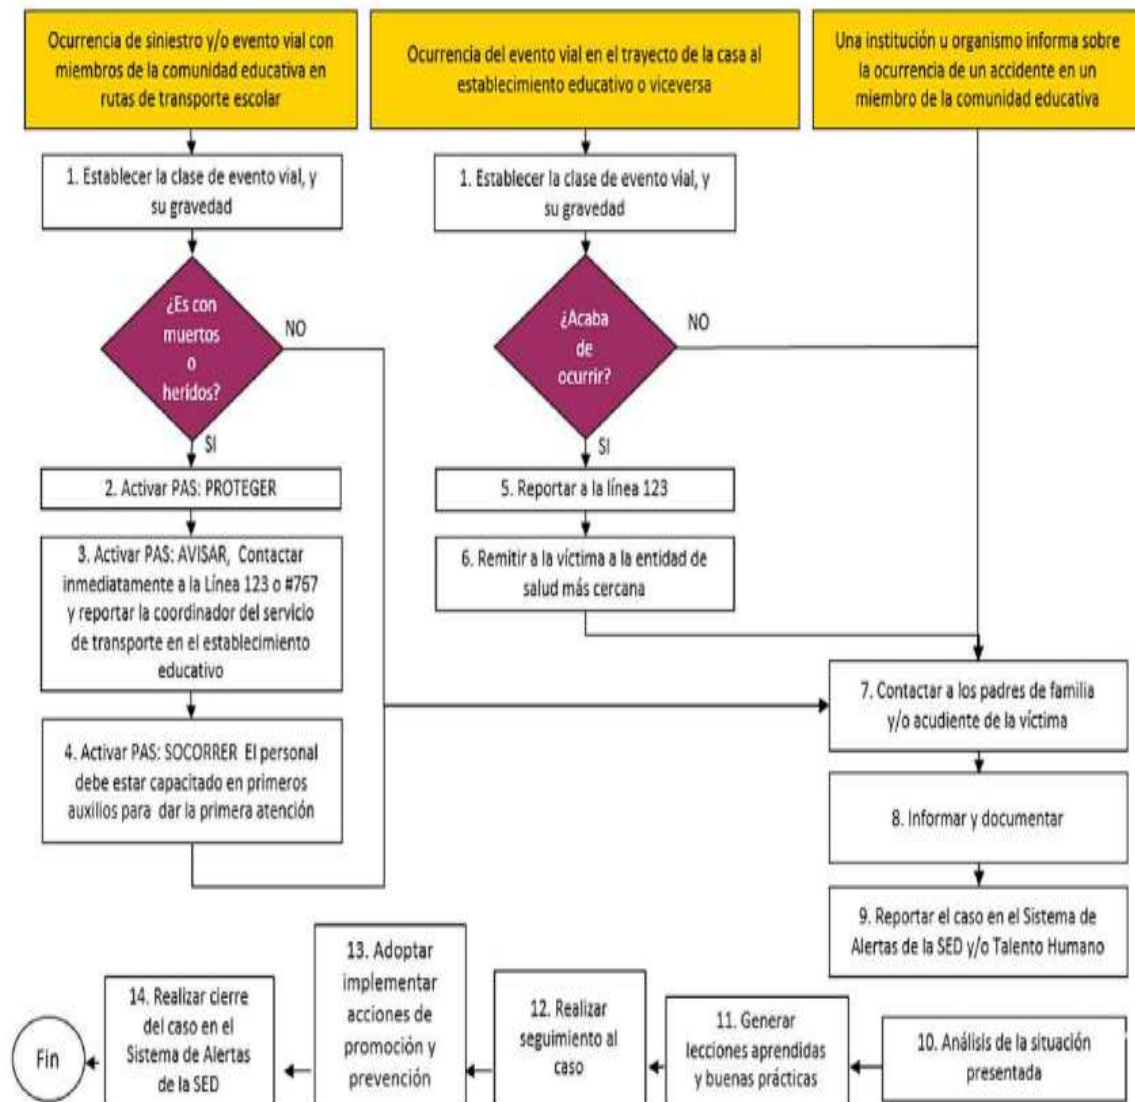 Ocurrencia de siniestro y/o evento vial con
miembros de la comunidad educativa en
rutas de transporte escolar
Ocurrencia del evento vial en el trayecto de la casa al
establecimiento educativo o viceversa
Una institución u organismo informa sobre
la ocurrencia de un accidente en un
miembro de la comunidad educativa
1. Establecer la clase de evento vial, y
su gravedad
1. Establecer la clase de evento vial, y
su gravedad
¿Es con
muertos
o
heridos?
NO
SI
¿Acaba
de
ocurrir?
NO
SI
2. Activar PAS: PROTEGER
3. Activar PAS: AVISAR, Contactar
inmediatamente a la Línea 123 o #767
y reportar la coordinador del servicio
de transporte en el establecimiento
educativo
4. Activar PAS: SOCORRER El personal
debe estar capacitado en primeros
auxilios para dar la primera atención
5. Reportar a la línea 123
6. Remitir a la víctima a la entidad de
salud más cercana
7. Contactar a los padres de familia
y/o acudiente de la víctima
8. Informar y documentar
9. Reportar el caso en el Sistema de
Alertas de la SED y/o Talento Humano
10. Análisis de la situación
presentada
11. Generar
lecciones aprendidas
y buenas prácticas
12. Realizar
seguimiento al
caso
13. Adoptar
implementar
acciones de
promoción y
prevención
14. Realizar cierre
del caso en el
Sistema de Alertas
de la SED
Fin